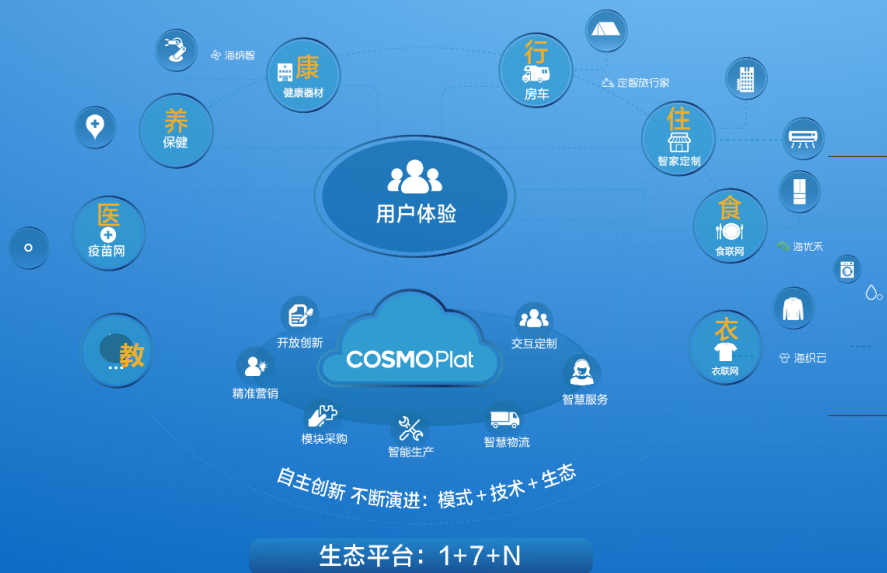 海纳智
康
健康器材
行
房车
定智旅行家
养
保健
住
智家定制
医
疫苗网
用户体验
食
食联网
海优禾
教
...
衣
衣联网
海织云
开放创新
交互定制
COSMOPlat
精准营销
智慧服务
模块采购
智能生产
智慧物流
自主创新 不断演进：模式+技术+生态
生态平台：1+7+N